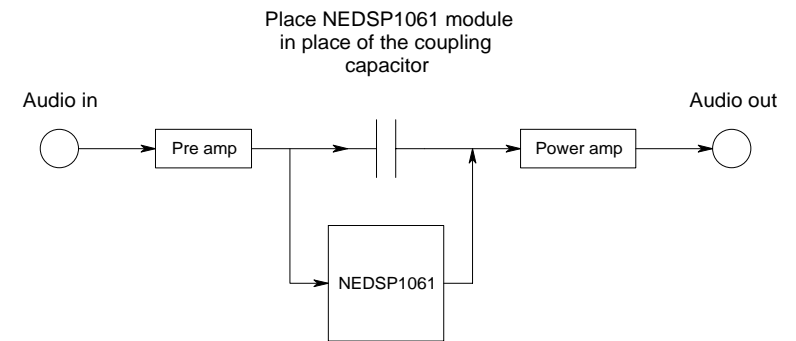 Place NEDSP1061 module
in place of the coupling
capacitor
Audio in
Audio out
Pre amp
Power amp
NEDSP1061